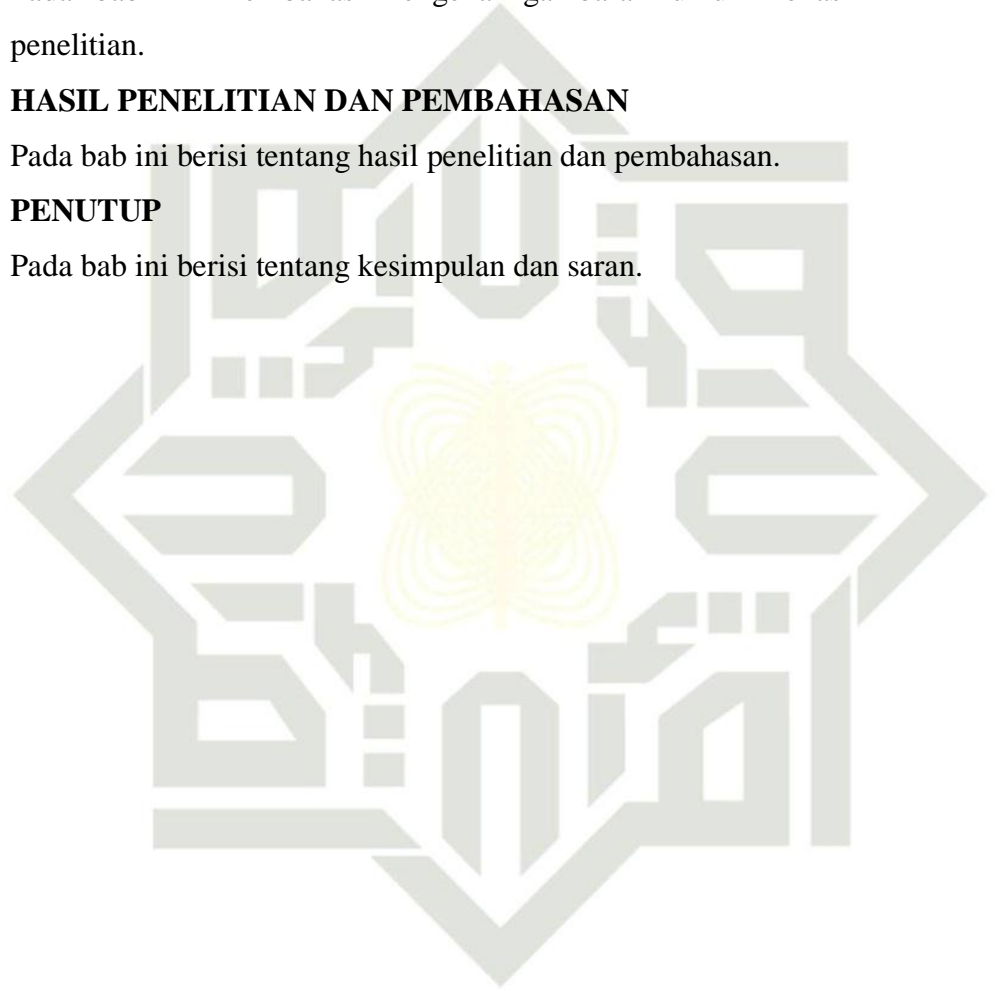 penelitian.
HASIL PENELITIAN DAN PEMBAHASAN
Pada bab ini berisi tentang hasil penelitian dan pembahasan.
PENUTUP
Pada bab ini berisi tentang kesimpulan dan saran.